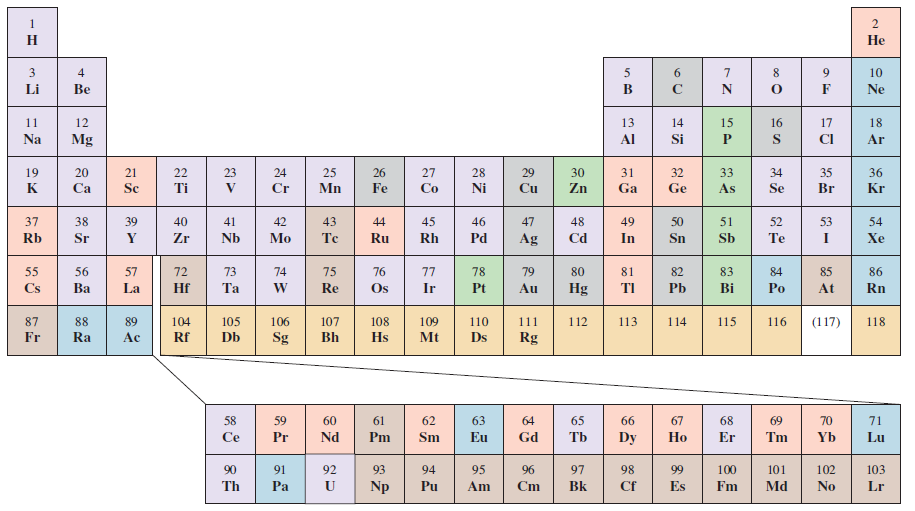 1 2
H He
3 4 5 6 7 8 9 10
Li Be B C N O F Ne
11 12 13 14 15 16 17 18
Na Mg Al Si P S Cl Ar
19 20 21 22 23 24 25 26 27 28 29 30 31 32 33 34 35 36
K Ca Sc Ti V Cr Mn Fe Co Ni Cu Zn Ga Ge As Se Br Kr
37 38 39 40 41 42 43 44 45 46 47 48 49 50 51 52 53 54
Rb Sr Y Zr Nb Mo Tc Ru Rh Pd Ag Cd In Sn Sb Te I Xe
55 56 57 72 73 74 75 76 77 78 79 80 81 82 83 84 85 86
Cs Ba La Hf Ta W Re Os Ir Pt Au Hg Tl Pb Bi Po At Rn
87 88 89 104 105 106 107 108 109 110 111 112 113 114 115 116 (117) 118
Fr Ra Ac Rf Db Sg Bh Hs Mt Ds Rg
58 59 60 61 62 63 64 65 66 67 68 69 70 71
Ce Pr Nd Pm Sm Eu Gd Tb Dy Ho Er Tm Yb Lu
90 91 92 93 94 95 96 97 98 99 100 101 102 103
Th Pa U Np Pu Am Cm Bk Cf Es Fm Md No Lr